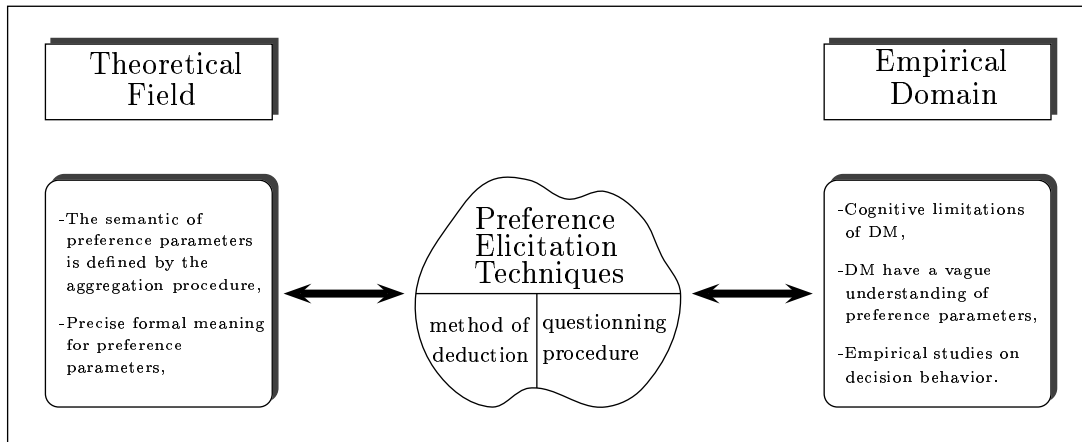 Theoretical
Field
Empirical
Domain
-The semantic of
preference parameters
is defined by the
aggregation procedure,
-Precise formal meaning
for preference
parameters,
Preference
Elicitation
Techniques
method of
deduction
questionning
procedure
-Cognitive limitations
of DM,
-DM have a vague
understanding of
preference parameters,
-Empirical studies on
decision behavior.